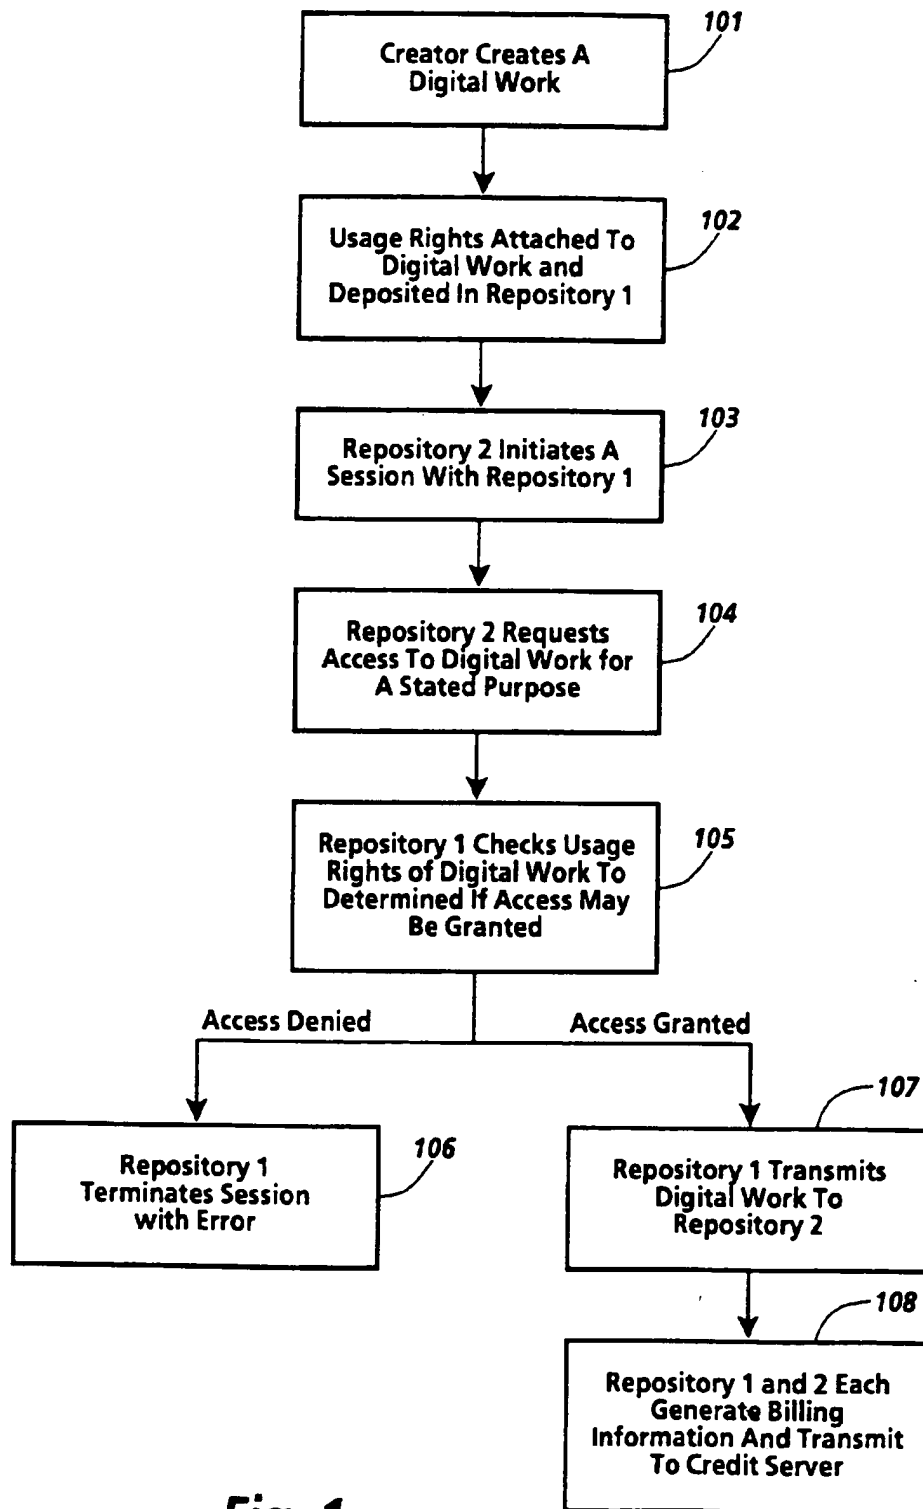 101
Creator Creates A
Digital Work
102
Usage Rights Attached To
Digital Work and
Deposited In Repository 1
103
Repository 2 Initiates A
Session With Repository 1
104
Repository 2 Requests
Access To Digital Work for
A Stated Purpose
105
Repository 1 Checks Usage
Rights of Digital Work To
Determined If Access May
Be Granted
Access Denied
Access Granted
106
Repository 1
Terminates Session
with Error
107
Repository 1 Transmits
Digital Work To
Repository 2
108
Repository 1 and 2 Each
Generate Billing
Information And Transmit
To Credit Server
Fig. 1